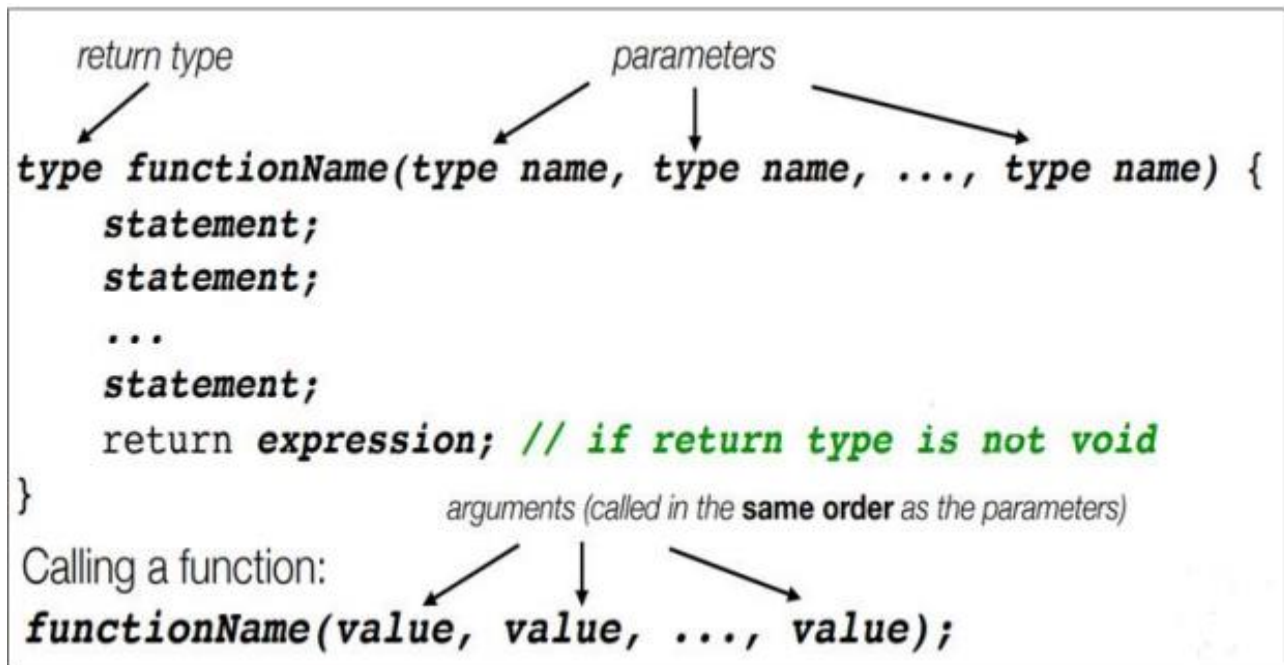 return type parameters
type functionName(type name, type name, ..., type name) {
statement;
statement;
...
statement;
return expression; // if return type is not void
}
arguments (called in the same order as the parameters)
Calling a function:
functionName(value, value, ..., value);